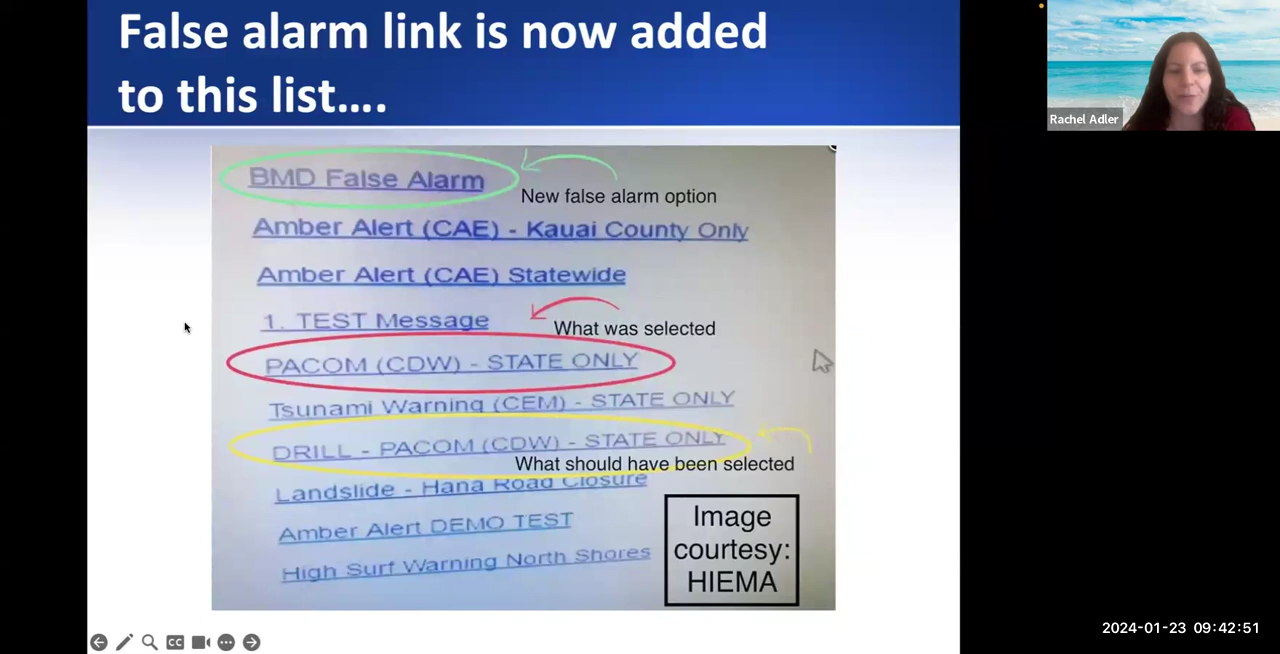 False alarm link is now added
to this list....
Rachel Adler
BMD False Alarm
New false alarm option
Amber Alert (CAE) - Kauai County Only
Amber Alert (CAE) Statewide
1. TEST Message
What was selected
PACOM (CDW) - STATE ONLY
Tsunami Warning (CEM) - STATE ONLY
DRILL - PACOM (CDW) - STATE ONLY
What should have been selected
Landslide - Hana Road Closure
Amber Alert DEMO TEST
High Surf Warning North Shores
Image
courtesy:
HIEMA
CC
2024-01-23 09:42:51